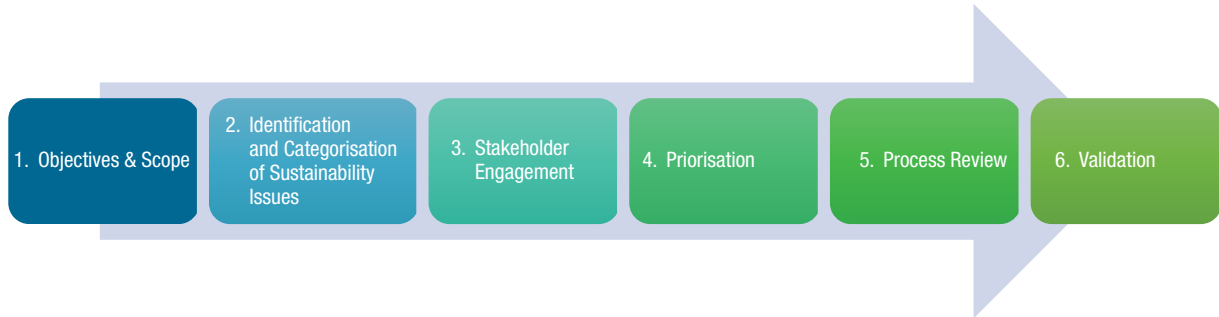 1. Objectives & Scope
2. Identification
and Categorisation
of Sustainability
Issues
3. Stakeholder
Engagement
4. Priorisation
5. Process Review
6. Validation